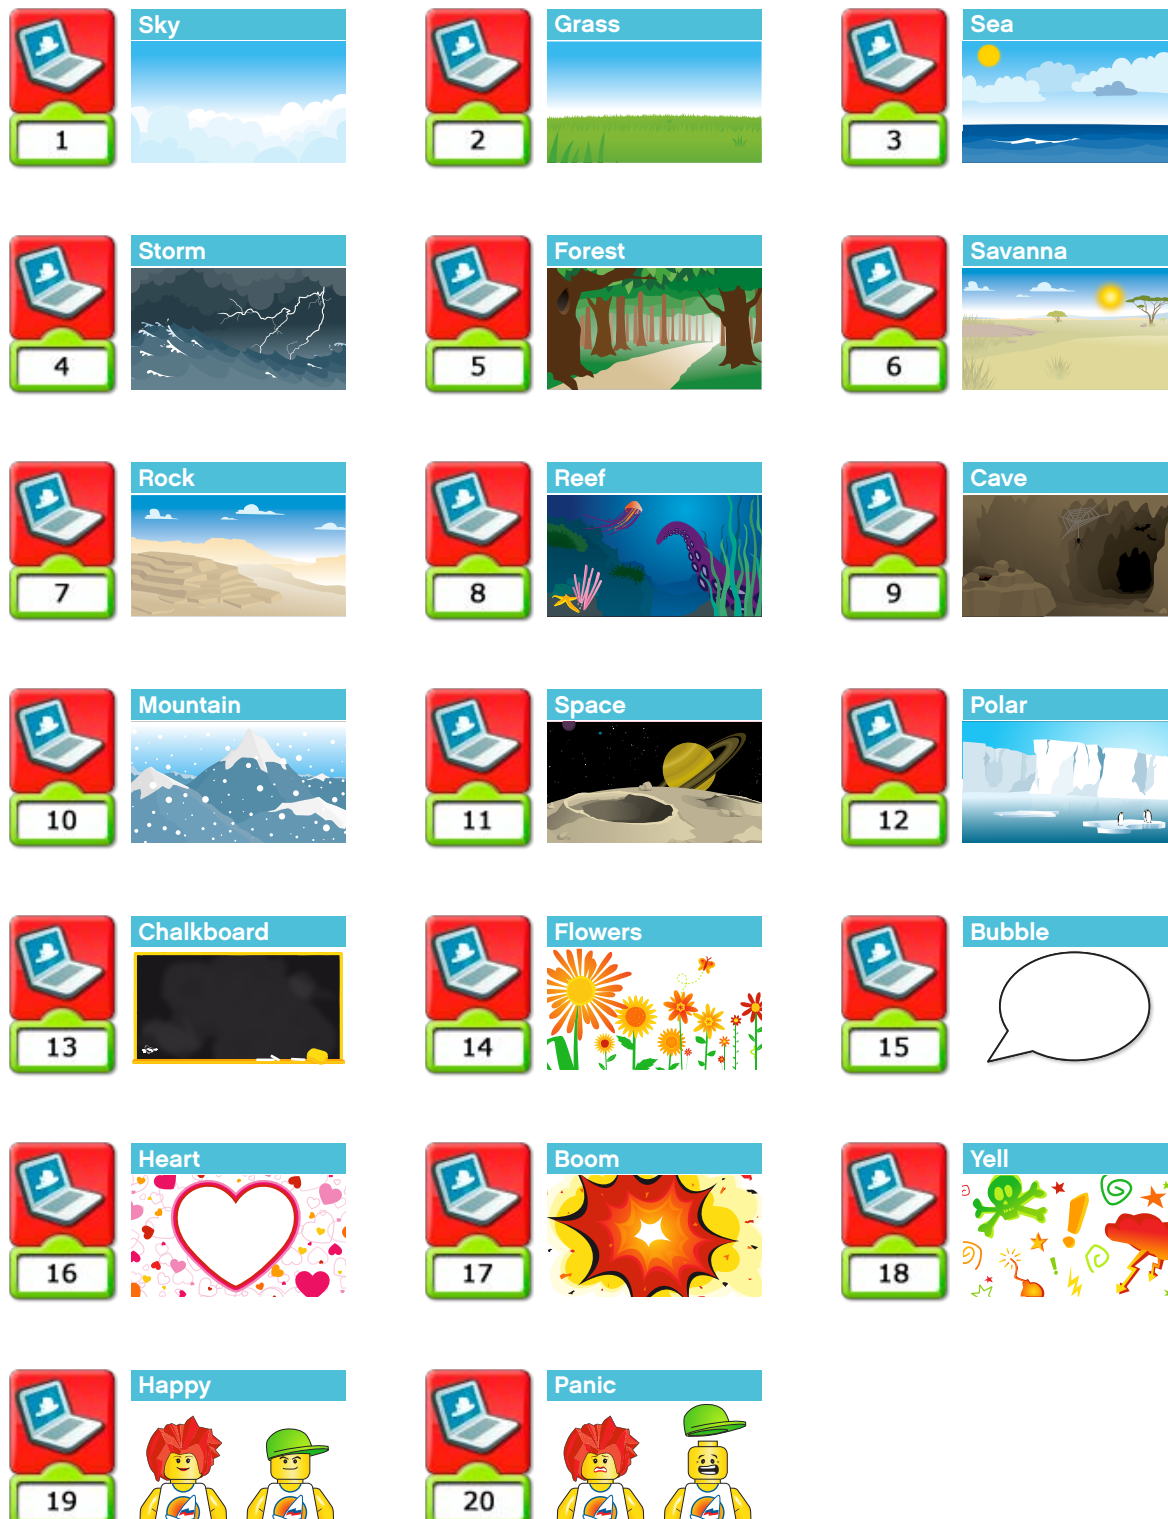 Sky
Grass
Sea
1
2
3
Storm
Forest
Savanna
4
5
6
Rock
Reef
Cave
7
8
9
Mountain
Space
Polar
10
11
12
Chalkboard
Flowers
Bubble
13
14
15
Heart
Boom
Yell
16
17
18
Happy
Panic
19
20